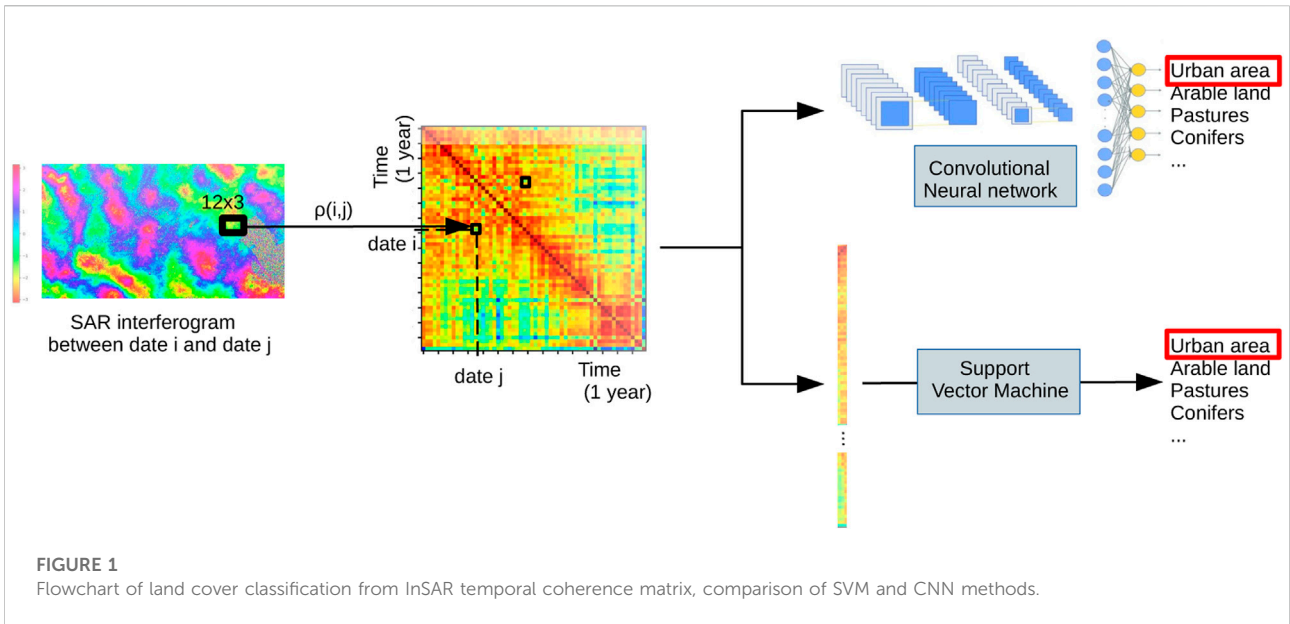 12x3
SAR interferogram
between date i and date j
ρ(i,j)
Time
(1 year)
date i
date j
Time
(1 year)
Convolutional
Neural network
Urban area
Arable land
Pastures
Conifers
...
...
Support
Vector Machine
Urban area
Arable land
Pastures
Conifers
...
FIGURE 1
Flowchart of land cover classification from InSAR temporal coherence matrix, comparison of SVM and CNN methods.